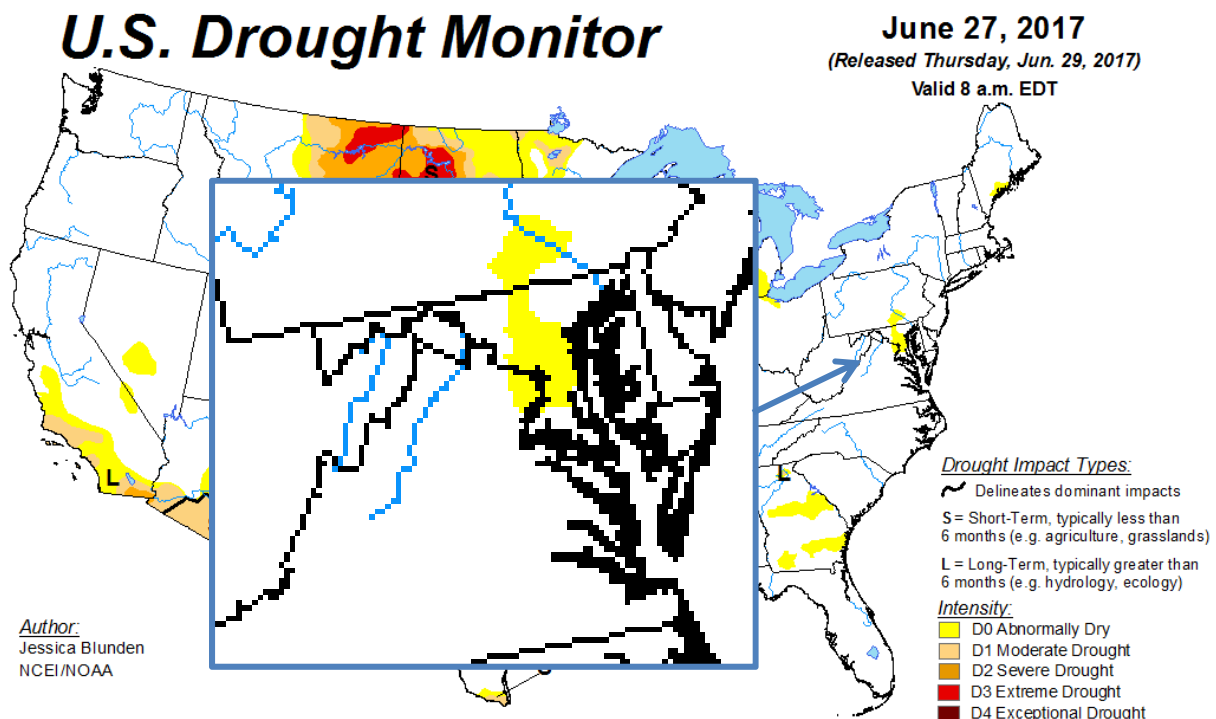 U.S. Drought Monitor
June 27, 2017
(Released Thursday, Jun. 29, 2017)
Valid 8 a.m. EDT
S
L
L
Drought Impact Types:
Delineates dominant impacts
S = Short-Term, typically less than
6 months (e.g. agriculture, grasslands)
L = Long-Term, typically greater than
6 months (e.g. hydrology, ecology)
Intensity:
D0 Abnormally Dry
D1 Moderate Drought
D2 Severe Drought
D3 Extreme Drought
D4 Exceptional Drought
Author:
Jessica Blunden
NCEI/NOAA